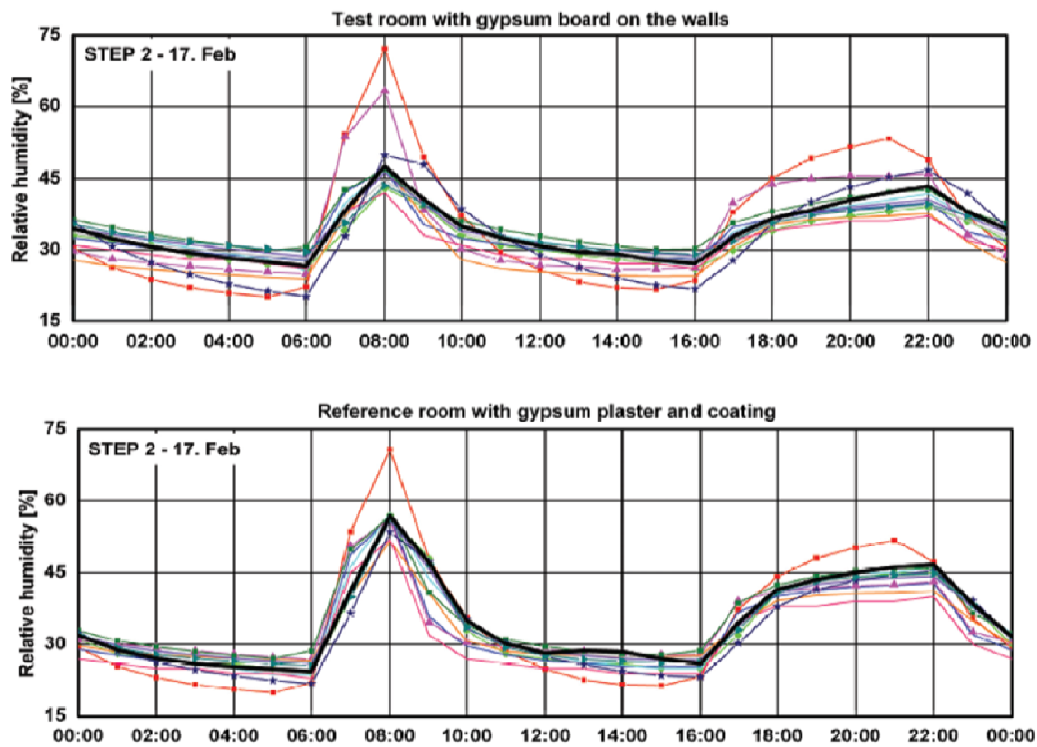 Test room with gypsum board on the walls
75
STEP 2 - 17. Feb
60
45
30
15
Relative humidity [%]
00:00 02:00 04:00 06:00 08:00 10:00 12:00 14:00 16:00 18:00 20:00 22:00 00:00
Reference room with gypsum plaster and coating
75
STEP 2 - 17. Feb
60
45
30
15
Relative humidity [%]
00:00 02:00 04:00 06:00 08:00 10:00 12:00 14:00 16:00 18:00 20:00 22:00 00:00